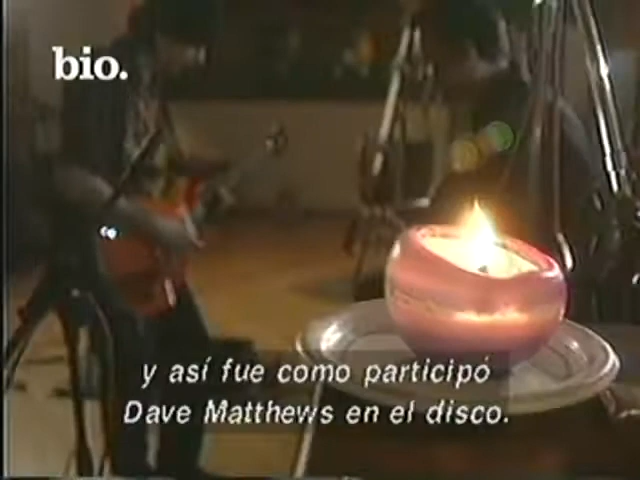 bio.
y así fue como participó
Dave Matthews en el disco.